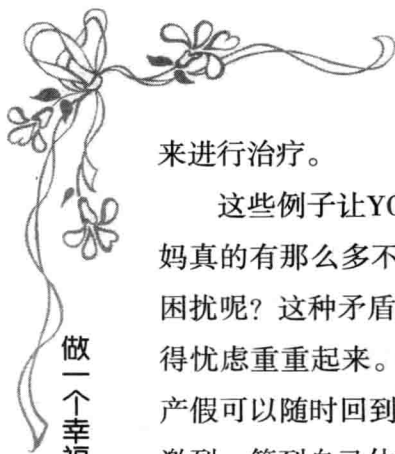 来进行治疗。
这些例子让YO
妈真的有那么多不
困扰呢？这种矛盾
得忧虑重重起来。
产假可以随时回到
做一个幸福